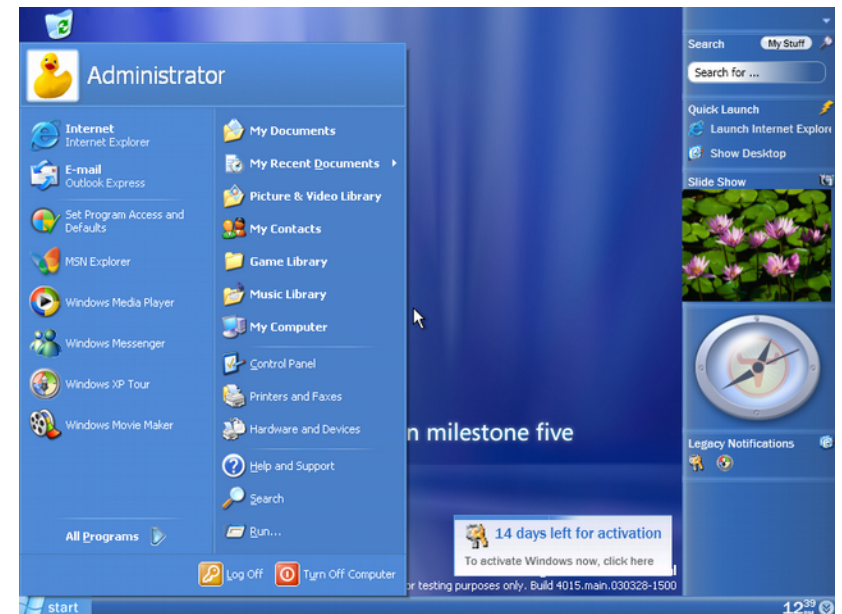 Administrator
Internet
Internet Explorer
E-mail
Outlook Express
Set Program Access and
Defaults
MSN Explorer
Windows Media Player
Windows Messenger
Windows XP Tour
Windows Movie Maker
All Programs
My Documents
My Recent Documents
Picture & Video Library
My Contacts
Game Library
Music Library
My Computer
Control Panel
Printers and Faxes
Hardware and Devices
Help and Support
Search
Run...
Log Off
Turn Off Computer
start
n milestone five
14 days left for activation
To activate Windows now, click here
or testing purposes only. Build 4015.main.030328-1500
Search
My Stuff
Search for ...
Quick Launch
Launch Internet Explore
Show Desktop
Slide Show
Legacy Notifications
12 39